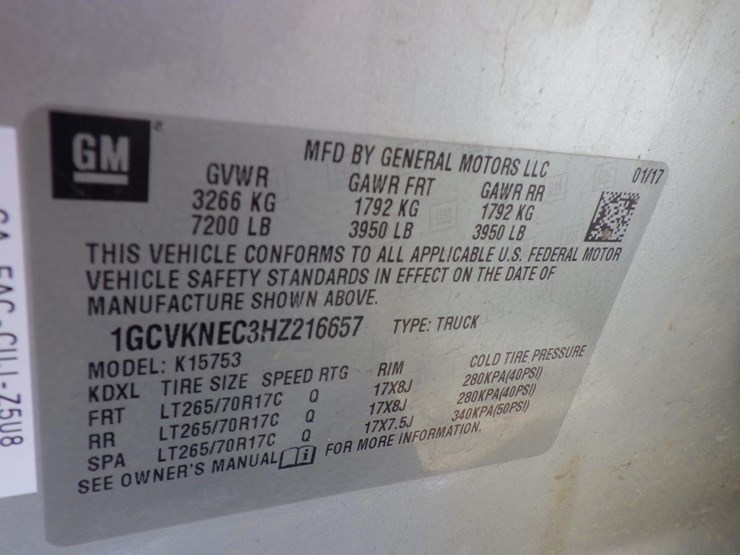 GM
MFD BY GENERAL MOTORS LLC 01/17
GVWR GAWR FRT GAWR RR
3266 KG 1792 KG 1792 KG
7200 LB 3950 LB 3950 LB
THIS VEHICLE CONFORMS TO ALL APPLICABLE U.S. FEDERAL MOTOR
VEHICLE SAFETY STANDARDS IN EFFECT ON THE DATE OF
MANUFACTURE SHOWN ABOVE.
1GCVKNEC3HZ216657 TYPE: TRUCK
MODEL: K15753
KDXL TIRE SIZE SPEED RTG RIM COLD TIRE PRESSURE
FRT LT265/70R17C Q 17X8J 280KPA(40PSI)
RR LT265/70R17C Q 17X8J 280KPA(40PSI)
SPA LT265/70R17C Q 17X7.5J 340KPA(50PSI)
SEE OWNER'S MANUAL i FOR MORE INFORMATION.